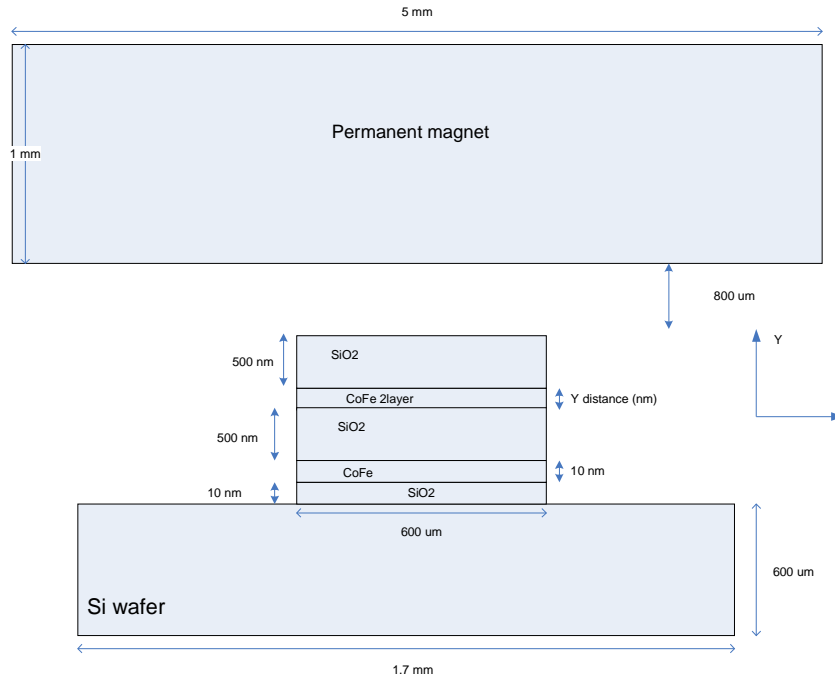 5 mm
Permanent magnet
1 mm
800 um
Y
SiO2
500 nm
CoFe 2layer
Y distance (nm)
SiO2
500 nm
CoFe
10 nm
10 nm
SiO2
600 um
600 um
Si wafer
1.7 mm